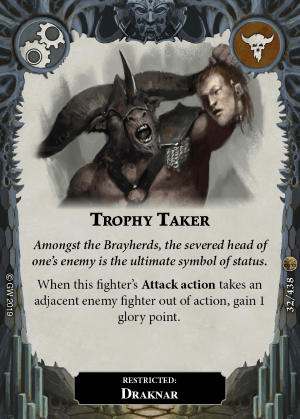 Trophy Taker
Amongst the Brayherds, the severed head of
one's enemy is the ultimate symbol of status.
When this fighter's Attack action takes an
adjacent enemy fighter out of action, gain 1
glory point.
© GW 2019
32/438
RESTRICTED:
Draknar